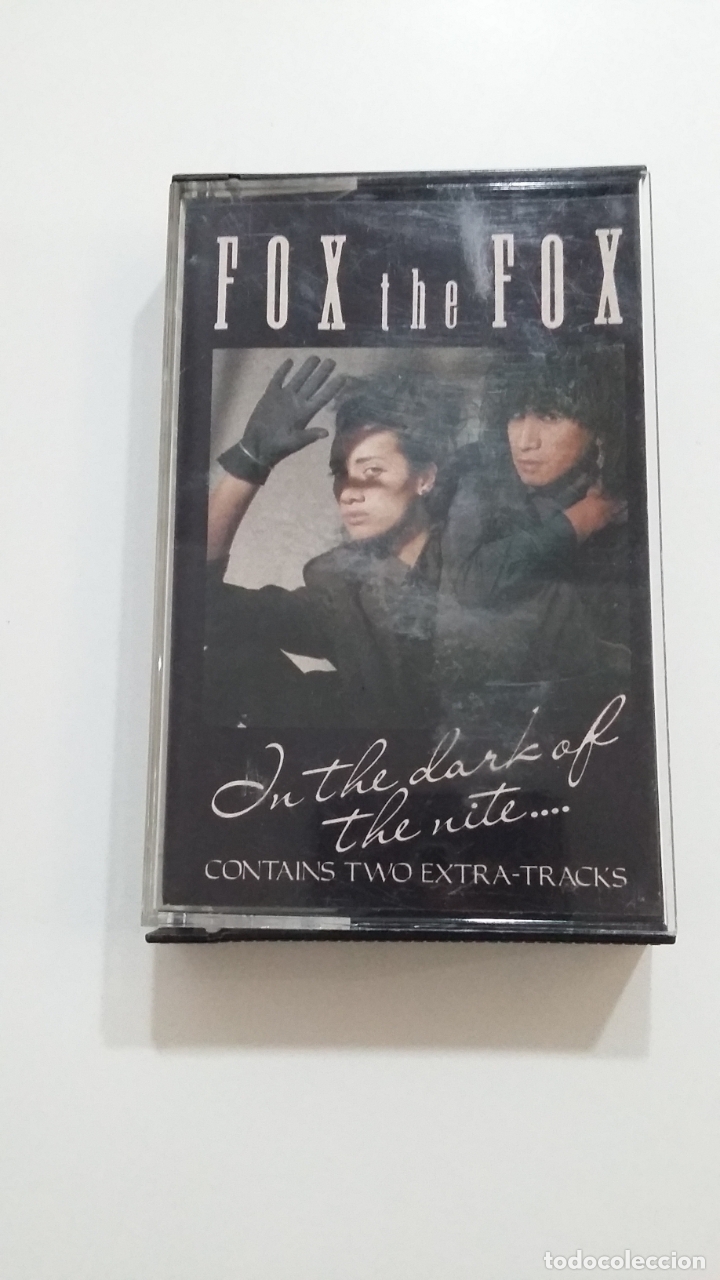 FOX the FOX
In the dark of
the nite....
CONTAINS TWO EXTRA-TRACKS
todocoleccion